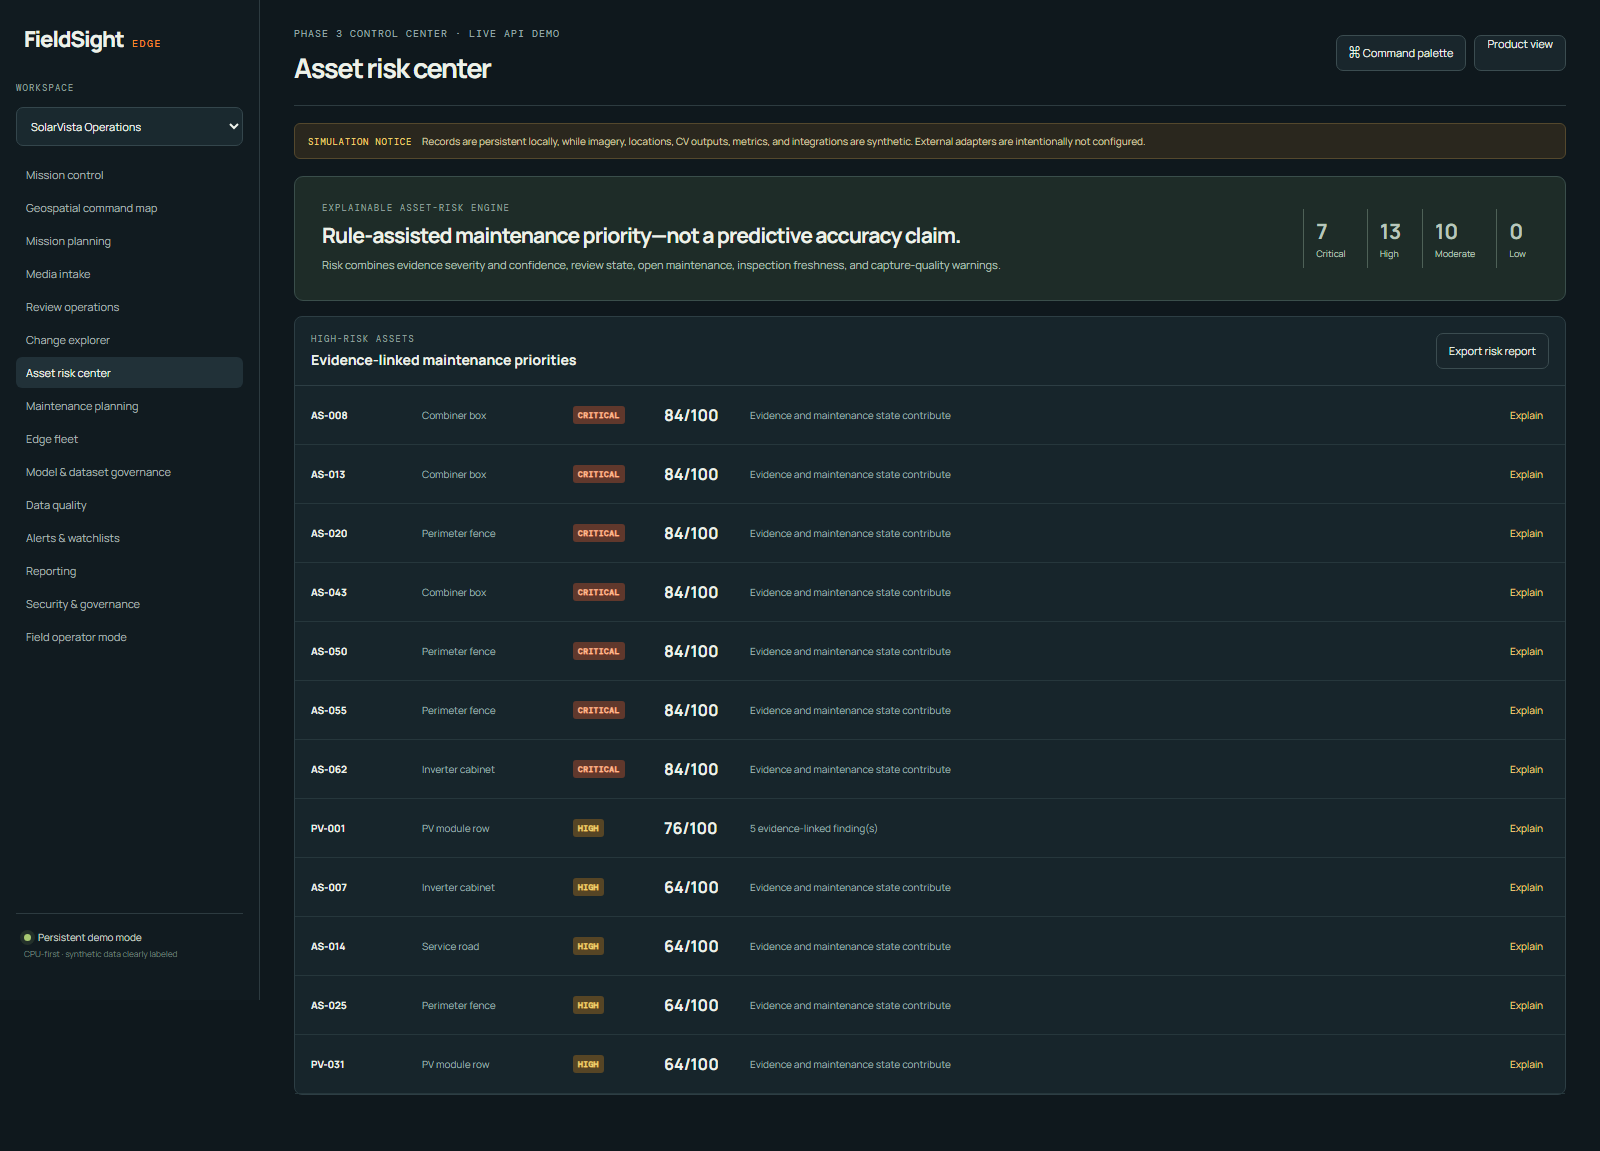 FieldSight EDGE
WORKSPACE
SolarVista Operations
Mission control
Geospatial command map
Mission planning
Media intake
Review operations
Change explorer
Asset risk center
Maintenance planning
Edge fleet
Model & dataset governance
Data quality
Alerts & watchlists
Reporting
Security & governance
Field operator mode
Persistent demo mode
CPU-first · synthetic data clearly labeled
PHASE 3 CONTROL CENTER · LIVE API DEMO
Asset risk center
⌘ Command palette
Product view
SIMULATION NOTICE Records are persistent locally, while imagery, locations, CV outputs, metrics, and integrations are synthetic. External adapters are intentionally not configured.
EXPLAINABLE ASSET-RISK ENGINE
Rule-assisted maintenance priority—not a predictive accuracy claim.
Risk combines evidence severity and confidence, review state, open maintenance, inspection freshness, and capture-quality warnings.
7 Critical
13 High
10 Moderate
0 Low
HIGH-RISK ASSETS
Evidence-linked maintenance priorities
Export risk report
AS-008 Combiner box CRITICAL 84/100 Evidence and maintenance state contribute Explain
AS-013 Combiner box CRITICAL 84/100 Evidence and maintenance state contribute Explain
AS-020 Perimeter fence CRITICAL 84/100 Evidence and maintenance state contribute Explain
AS-043 Combiner box CRITICAL 84/100 Evidence and maintenance state contribute Explain
AS-050 Perimeter fence CRITICAL 84/100 Evidence and maintenance state contribute Explain
AS-055 Perimeter fence CRITICAL 84/100 Evidence and maintenance state contribute Explain
AS-062 Inverter cabinet CRITICAL 84/100 Evidence and maintenance state contribute Explain
PV-001 PV module row HIGH 76/100 5 evidence-linked finding(s) Explain
AS-007 Inverter cabinet HIGH 64/100 Evidence and maintenance state contribute Explain
AS-014 Service road HIGH 64/100 Evidence and maintenance state contribute Explain
AS-025 Perimeter fence HIGH 64/100 Evidence and maintenance state contribute Explain
PV-031 PV module row HIGH 64/100 Evidence and maintenance state contribute Explain